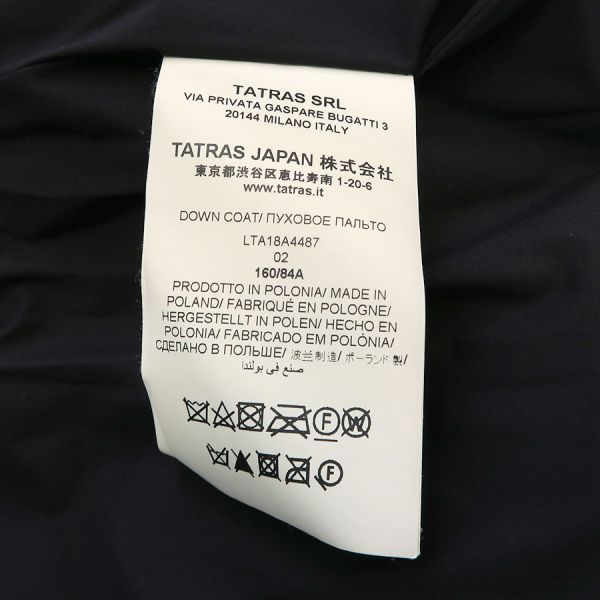 TATRAS SRL
VIA PRIVATA GASPARE BUGATTI 3
20144 MILANO ITALY
TATRAS JAPAN 株式会社
東京都渋谷区恵比寿南 1-20-6
www.tatras.it
DOWN COAT/ ПУХОВОЕ ПАЛЬТО
LTA18A4487
02
160/84A
PRODOTTO IN POLONIA/ MADE IN
POLAND/ FABRIQUÉ EN POLOGNE/
HERGESTELLT IN POLEN/ HECHO EN
POLONIA/ FABRICADO EM POLÓNIA/
СДЕЛАНО В ПОЛЬШЕ/ 波兰制造/ ポーランド 製/
صنع في بولندا
F W
F